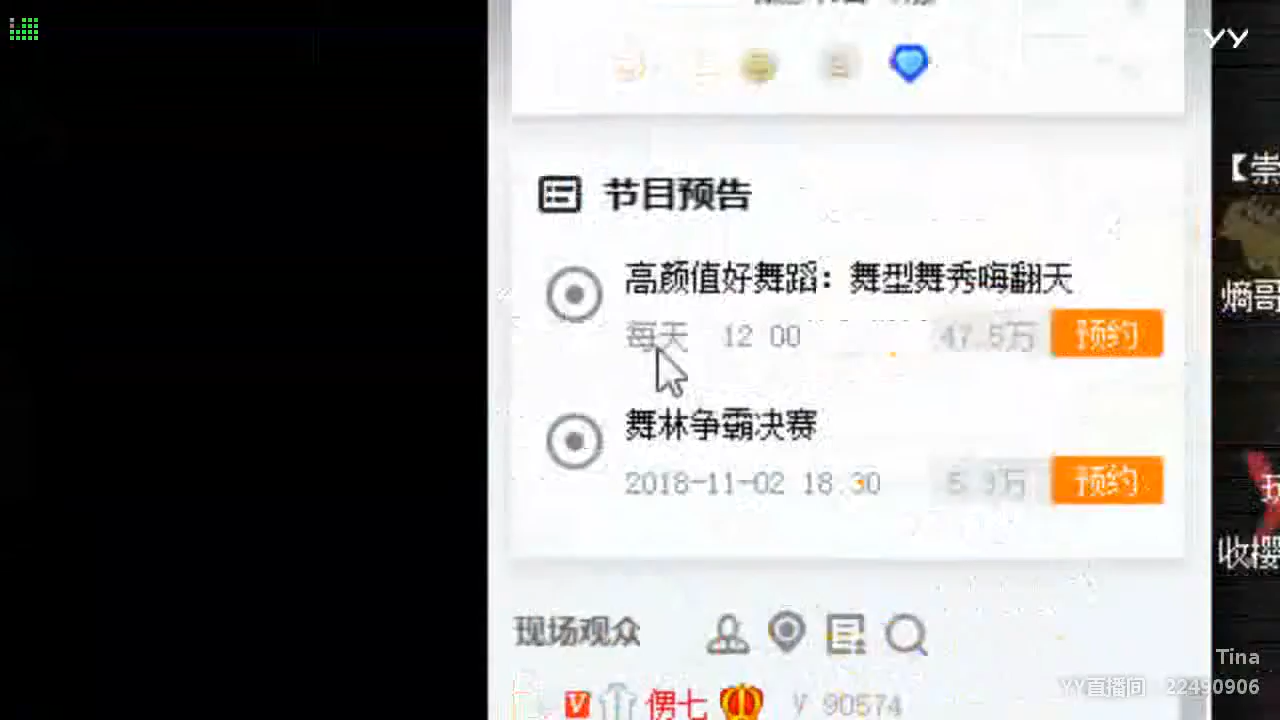 YY
节目预告
高颜值好舞蹈：舞型舞秀嗨翻天
每天 12 00 47.5万 预约
舞林争霸决赛
2018-11-02 18:30 预约
现场观众
V 90574
【崇
熵哥
收樱
Tina
YY直播间 22490906